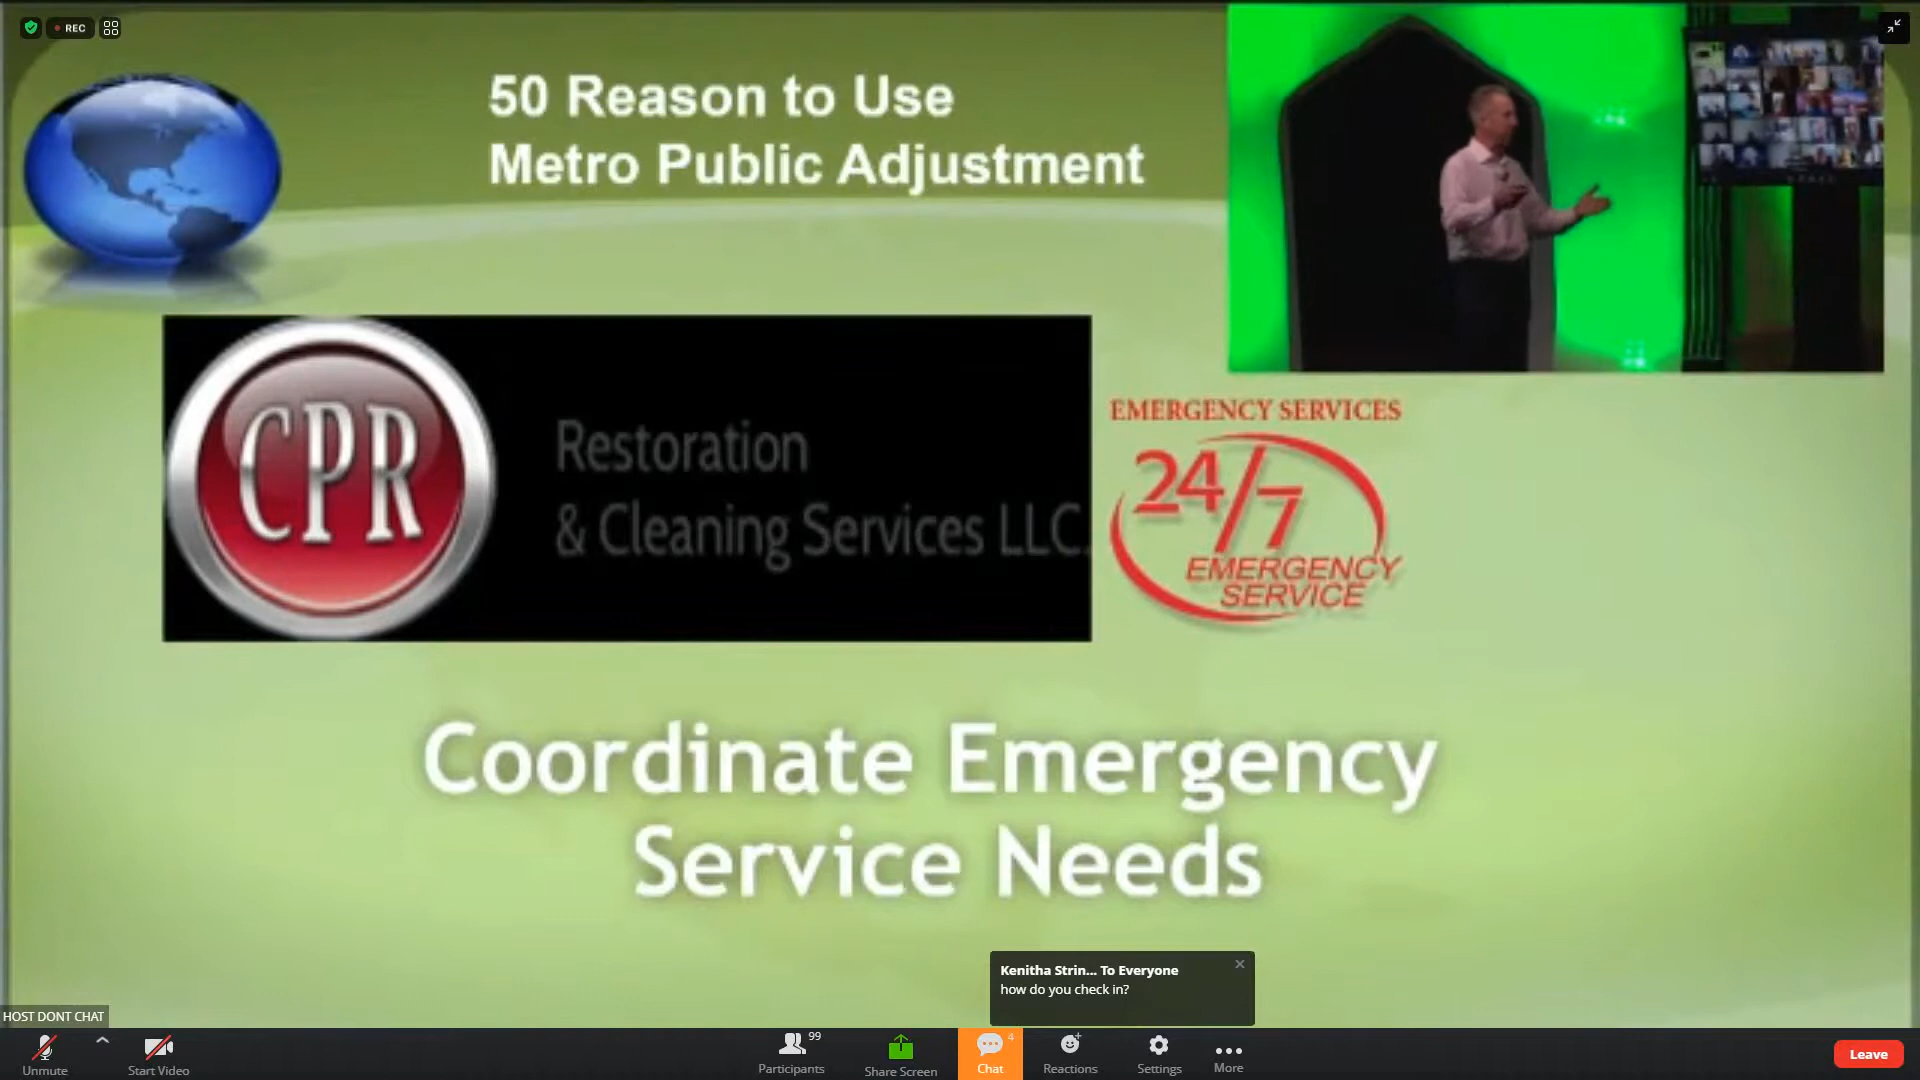 REC
50 Reason to Use
Metro Public Adjustment
CPR
Restoration
& Cleaning Services LLC.
EMERGENCY SERVICES
24/7
EMERGENCY
SERVICE
Coordinate Emergency
Service Needs
Kenitha Strin... To Everyone
how do you check in?
HOST DONT CHAT
Unmute
Start Video
99
Participants
Share Screen
4
Chat
Reactions
Settings
More
Leave